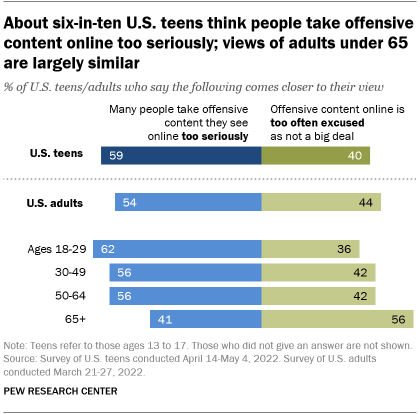 About six-in-ten U.S. teens think people take offensive
content online too seriously; views of adults under 65
are largely similar
% of U.S. teens/adults who say the following comes closer to their view
Many people take offensive
content they see
online too seriously
Offensive content online is
too often excused
as not a big deal
U.S. teens 59 40
U.S. adults 54 44
Ages 18-29 62 36
30-49 56 42
50-64 56 42
65+ 41 56
Note: Teens refer to those ages 13 to 17. Those who did not give an answer are not shown.
Source: Survey of U.S. teens conducted April 14-May 4, 2022. Survey of U.S. adults
conducted March 21-27, 2022.
PEW RESEARCH CENTER